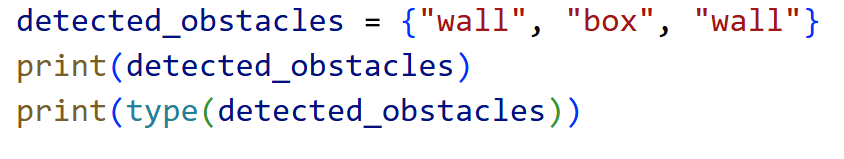 detected_obstacles = {"wall", "box", "wall"}
print(detected_obstacles)
print(type(detected_obstacles))